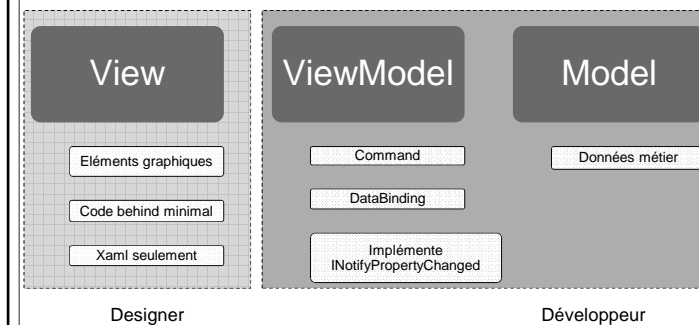 View
ViewModel
Model
Eléments graphiques
Code behind minimal
Xaml seulement
Command
DataBinding
Implémente
INotifyPropertyChanged
Données métier
Designer
Développeur